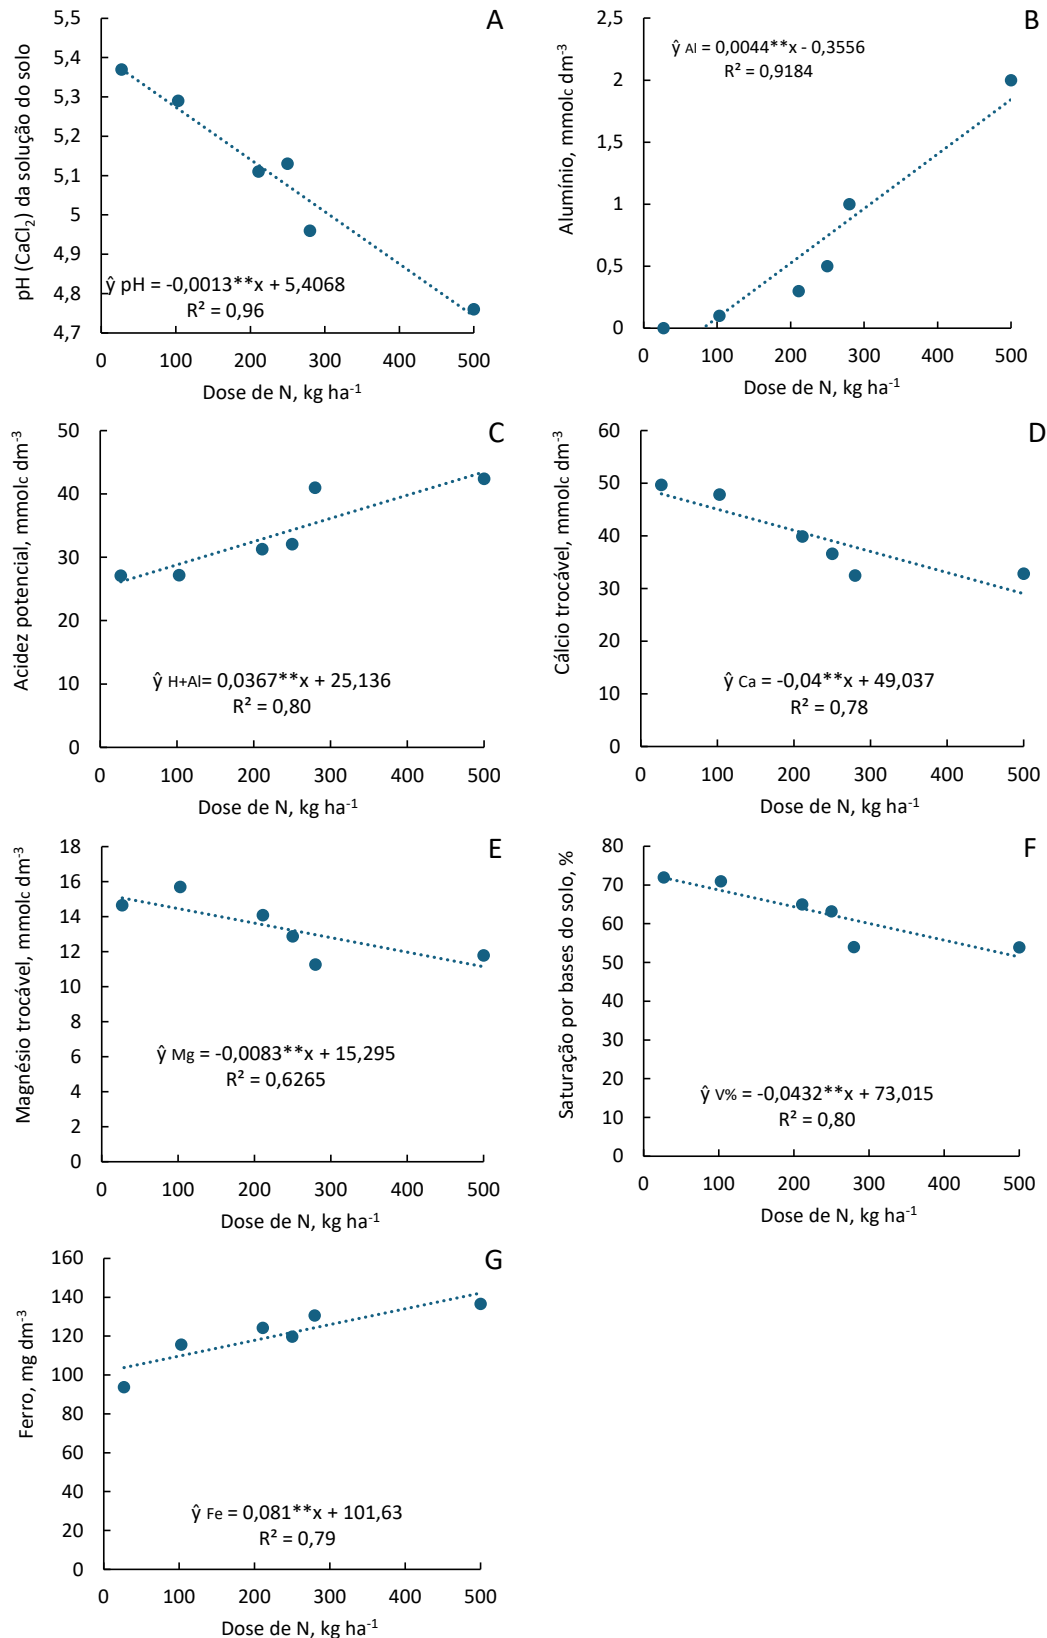 A
pH (CaCl₂) da solução do solo
5,5
5,4
5,3
5,2
5,1
5
4,9
4,8
4,7
ŷ pH = -0,0013**x + 5,4068
R² = 0,96
0 100 200 300 400 500
Dose de N, kg ha⁻¹
B
Alumínio, mmolc dm⁻³
2,5
2
1,5
1
0,5
0
ŷ Al = 0,0044**x - 0,3556
R² = 0,9184
0 100 200 300 400 500
Dose de N, kg ha⁻¹
C
Acidez potencial, mmolc dm⁻³
50
40
30
20
10
0
ŷ H+Al= 0,0367**x + 25,136
R² = 0,80
0 100 200 300 400 500
Dose de N, kg ha⁻¹
D
Cálcio trocável, mmolc dm⁻³
60
50
40
30
20
10
0
ŷ Ca = -0,04**x + 49,037
R² = 0,78
0 100 200 300 400 500
Dose de N, kg ha⁻¹
E
Magnésio trocável, mmolc dm⁻³
18
16
14
12
10
8
6
4
2
0
ŷ Mg = -0,0083**x + 15,295
R² = 0,6265
0 100 200 300 400 500
Dose de N, kg ha⁻¹
F
Saturação por bases do solo, %
80
70
60
50
40
30
20
10
0
ŷ V% = -0,0432**x + 73,015
R² = 0,80
0 100 200 300 400 500
Dose de N, kg ha⁻¹
G
Ferro, mg dm⁻³
160
140
120
100
80
60
40
20
0
ŷ Fe = 0,081**x + 101,63
R² = 0,79
0 100 200 300 400 500
Dose de N, kg ha⁻¹